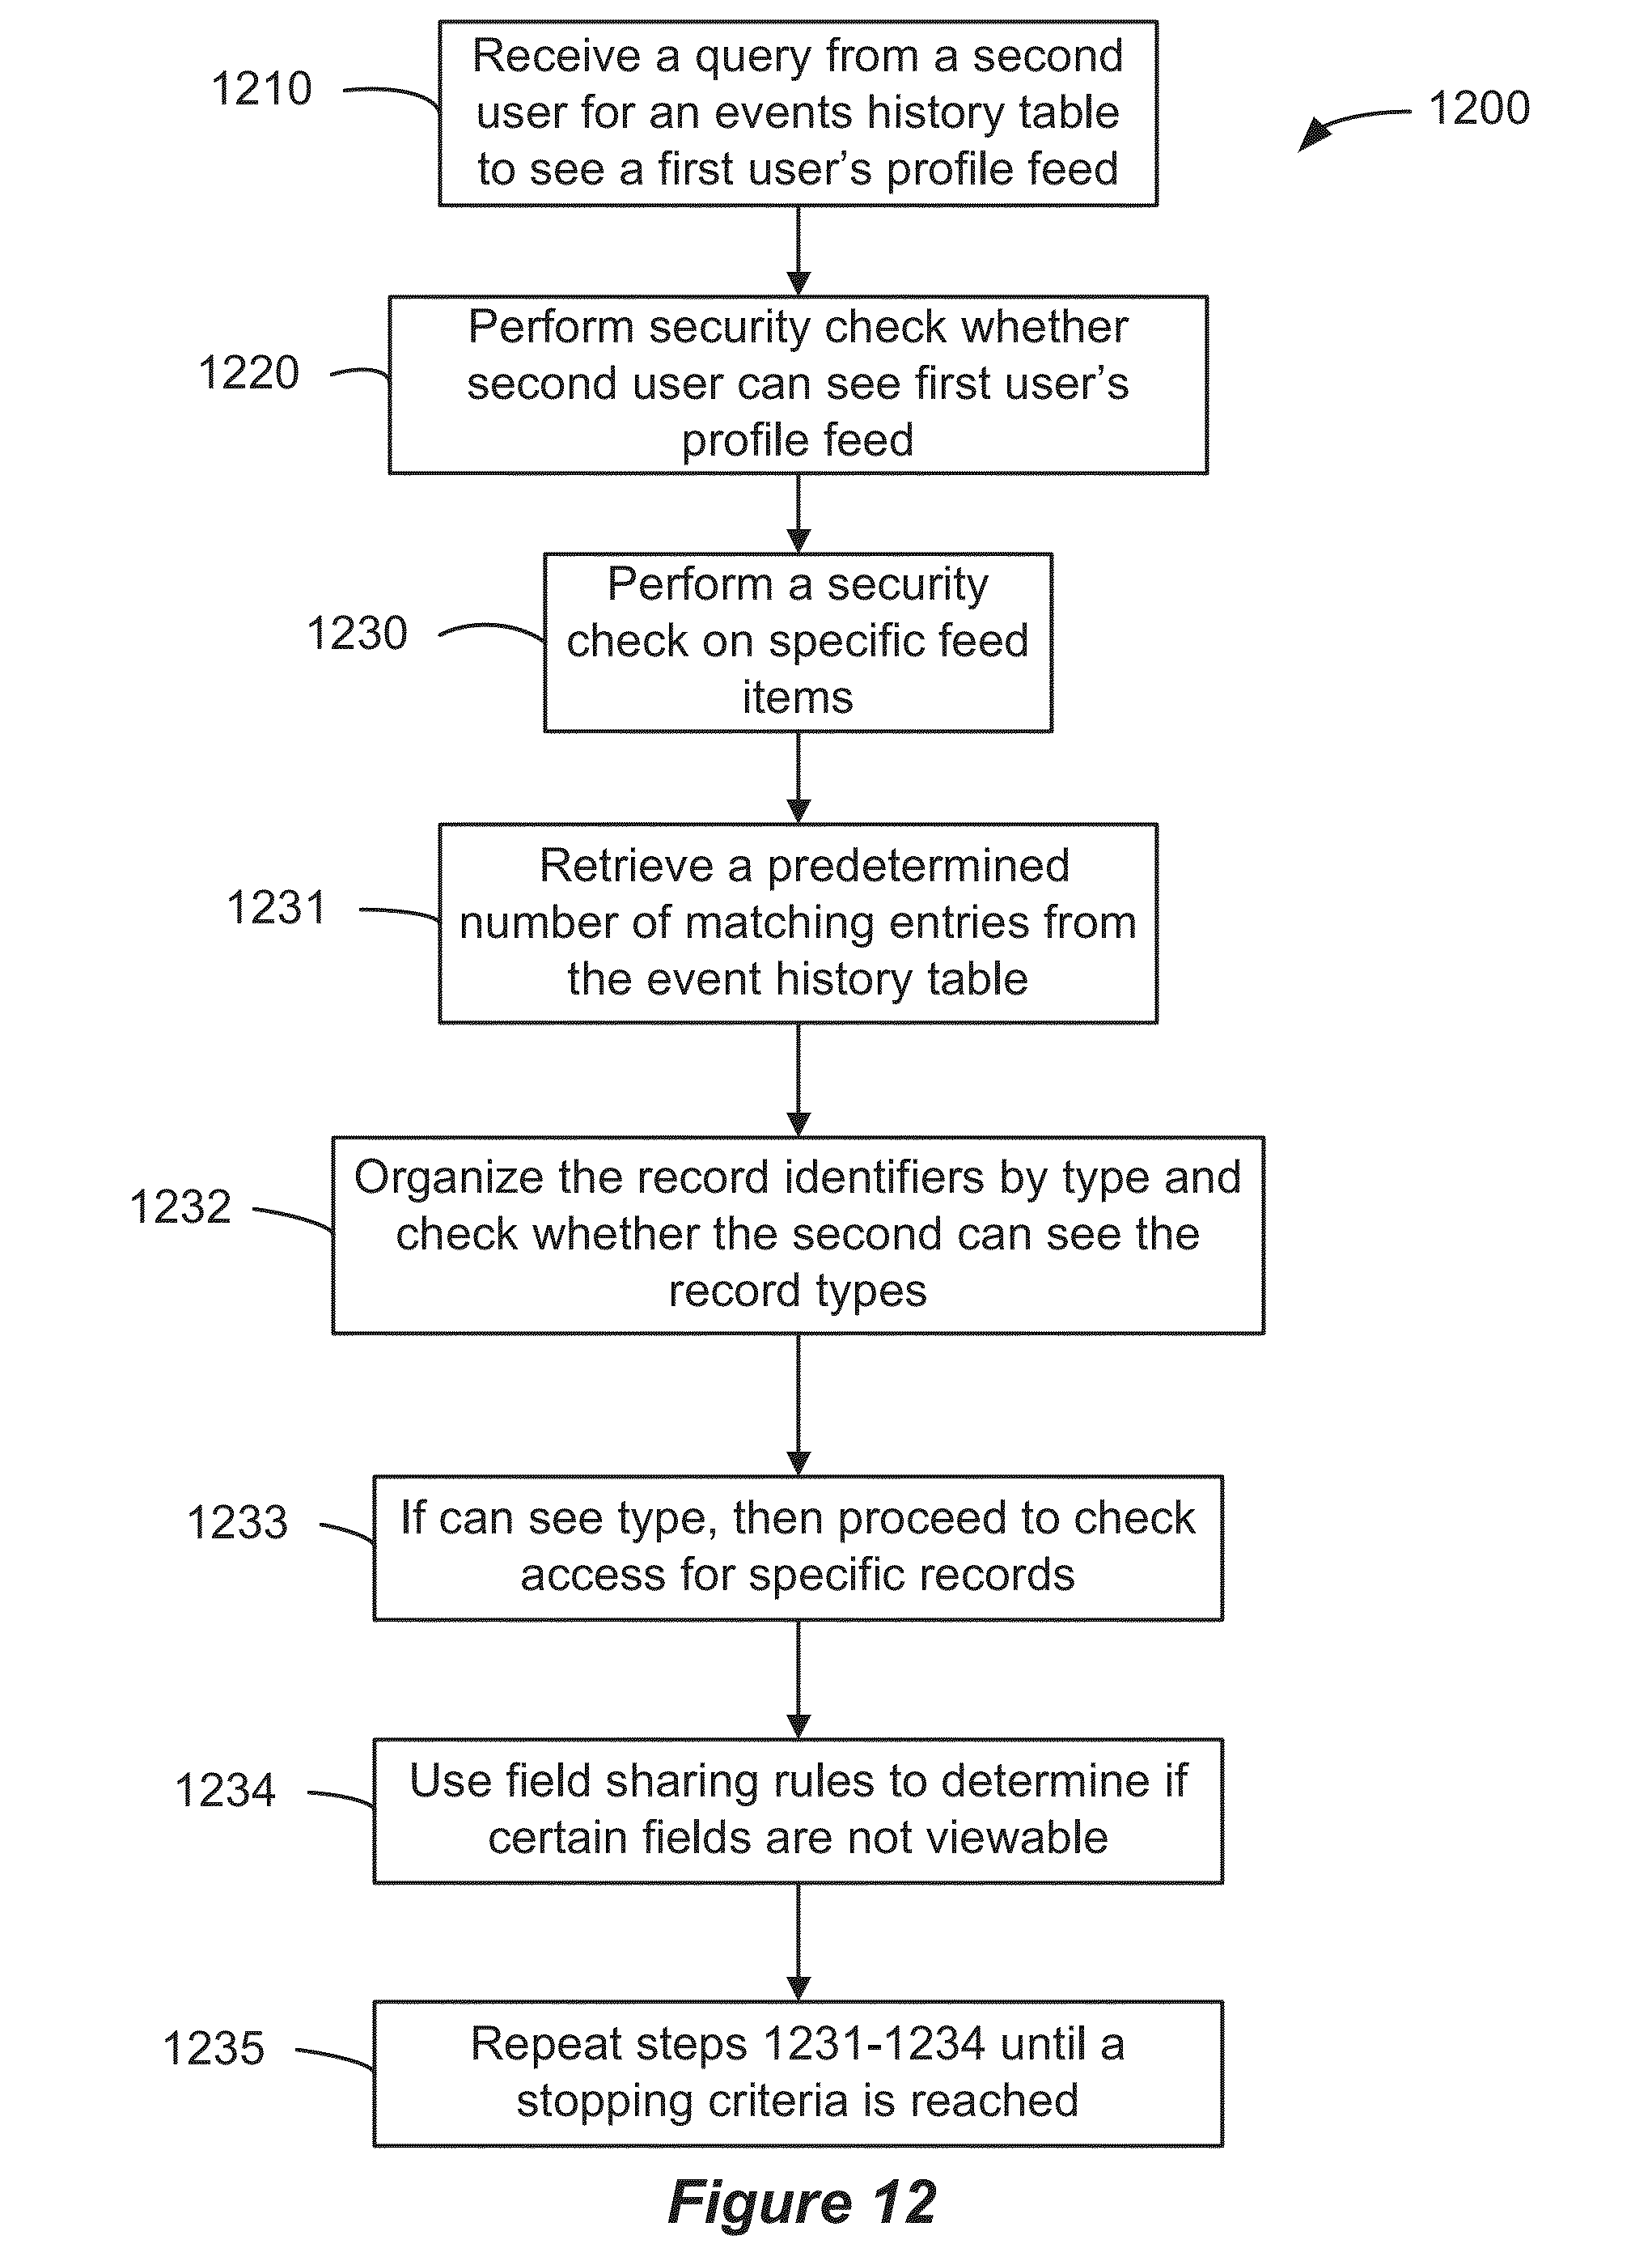 1200
1210
Receive a query from a second
user for an events history table
to see a first user's profile feed
1220
Perform security check whether
second user can see first user's
profile feed
1230
Perform a security
check on specific feed
items
1231
Retrieve a predetermined
number of matching entries from
the event history table
1232
Organize the record identifiers by type and
check whether the second can see the
record types
1233
If can see type, then proceed to check
access for specific records
1234
Use field sharing rules to determine if
certain fields are not viewable
1235
Repeat steps 1231-1234 until a
stopping criteria is reached
Figure 12